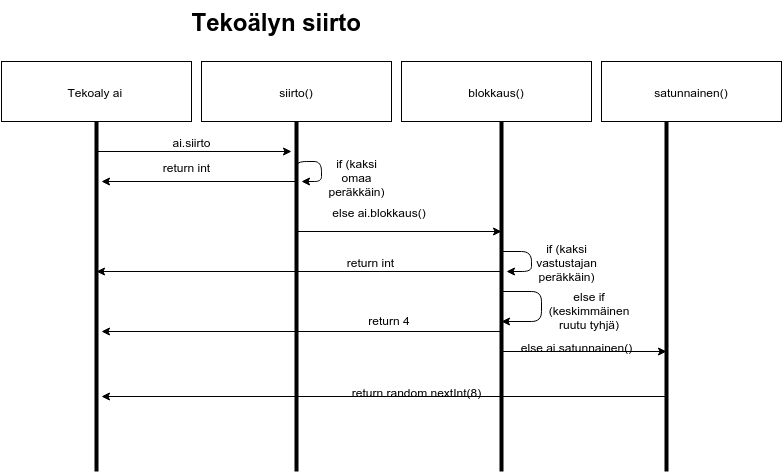 Tekoälyn siirto
Tekoaly ai
siirto()
blokkaus()
satunnainen()
ai.siirto
return int
if (kaksi
omaa
peräkkäin)
else ai.blokkaus()
if (kaksi
vastustajan
peräkkäin)
return int
else if
(keskimmäinen
ruutu tyhjä)
return 4
else ai.satunnainen()
return random.nextInt(8)